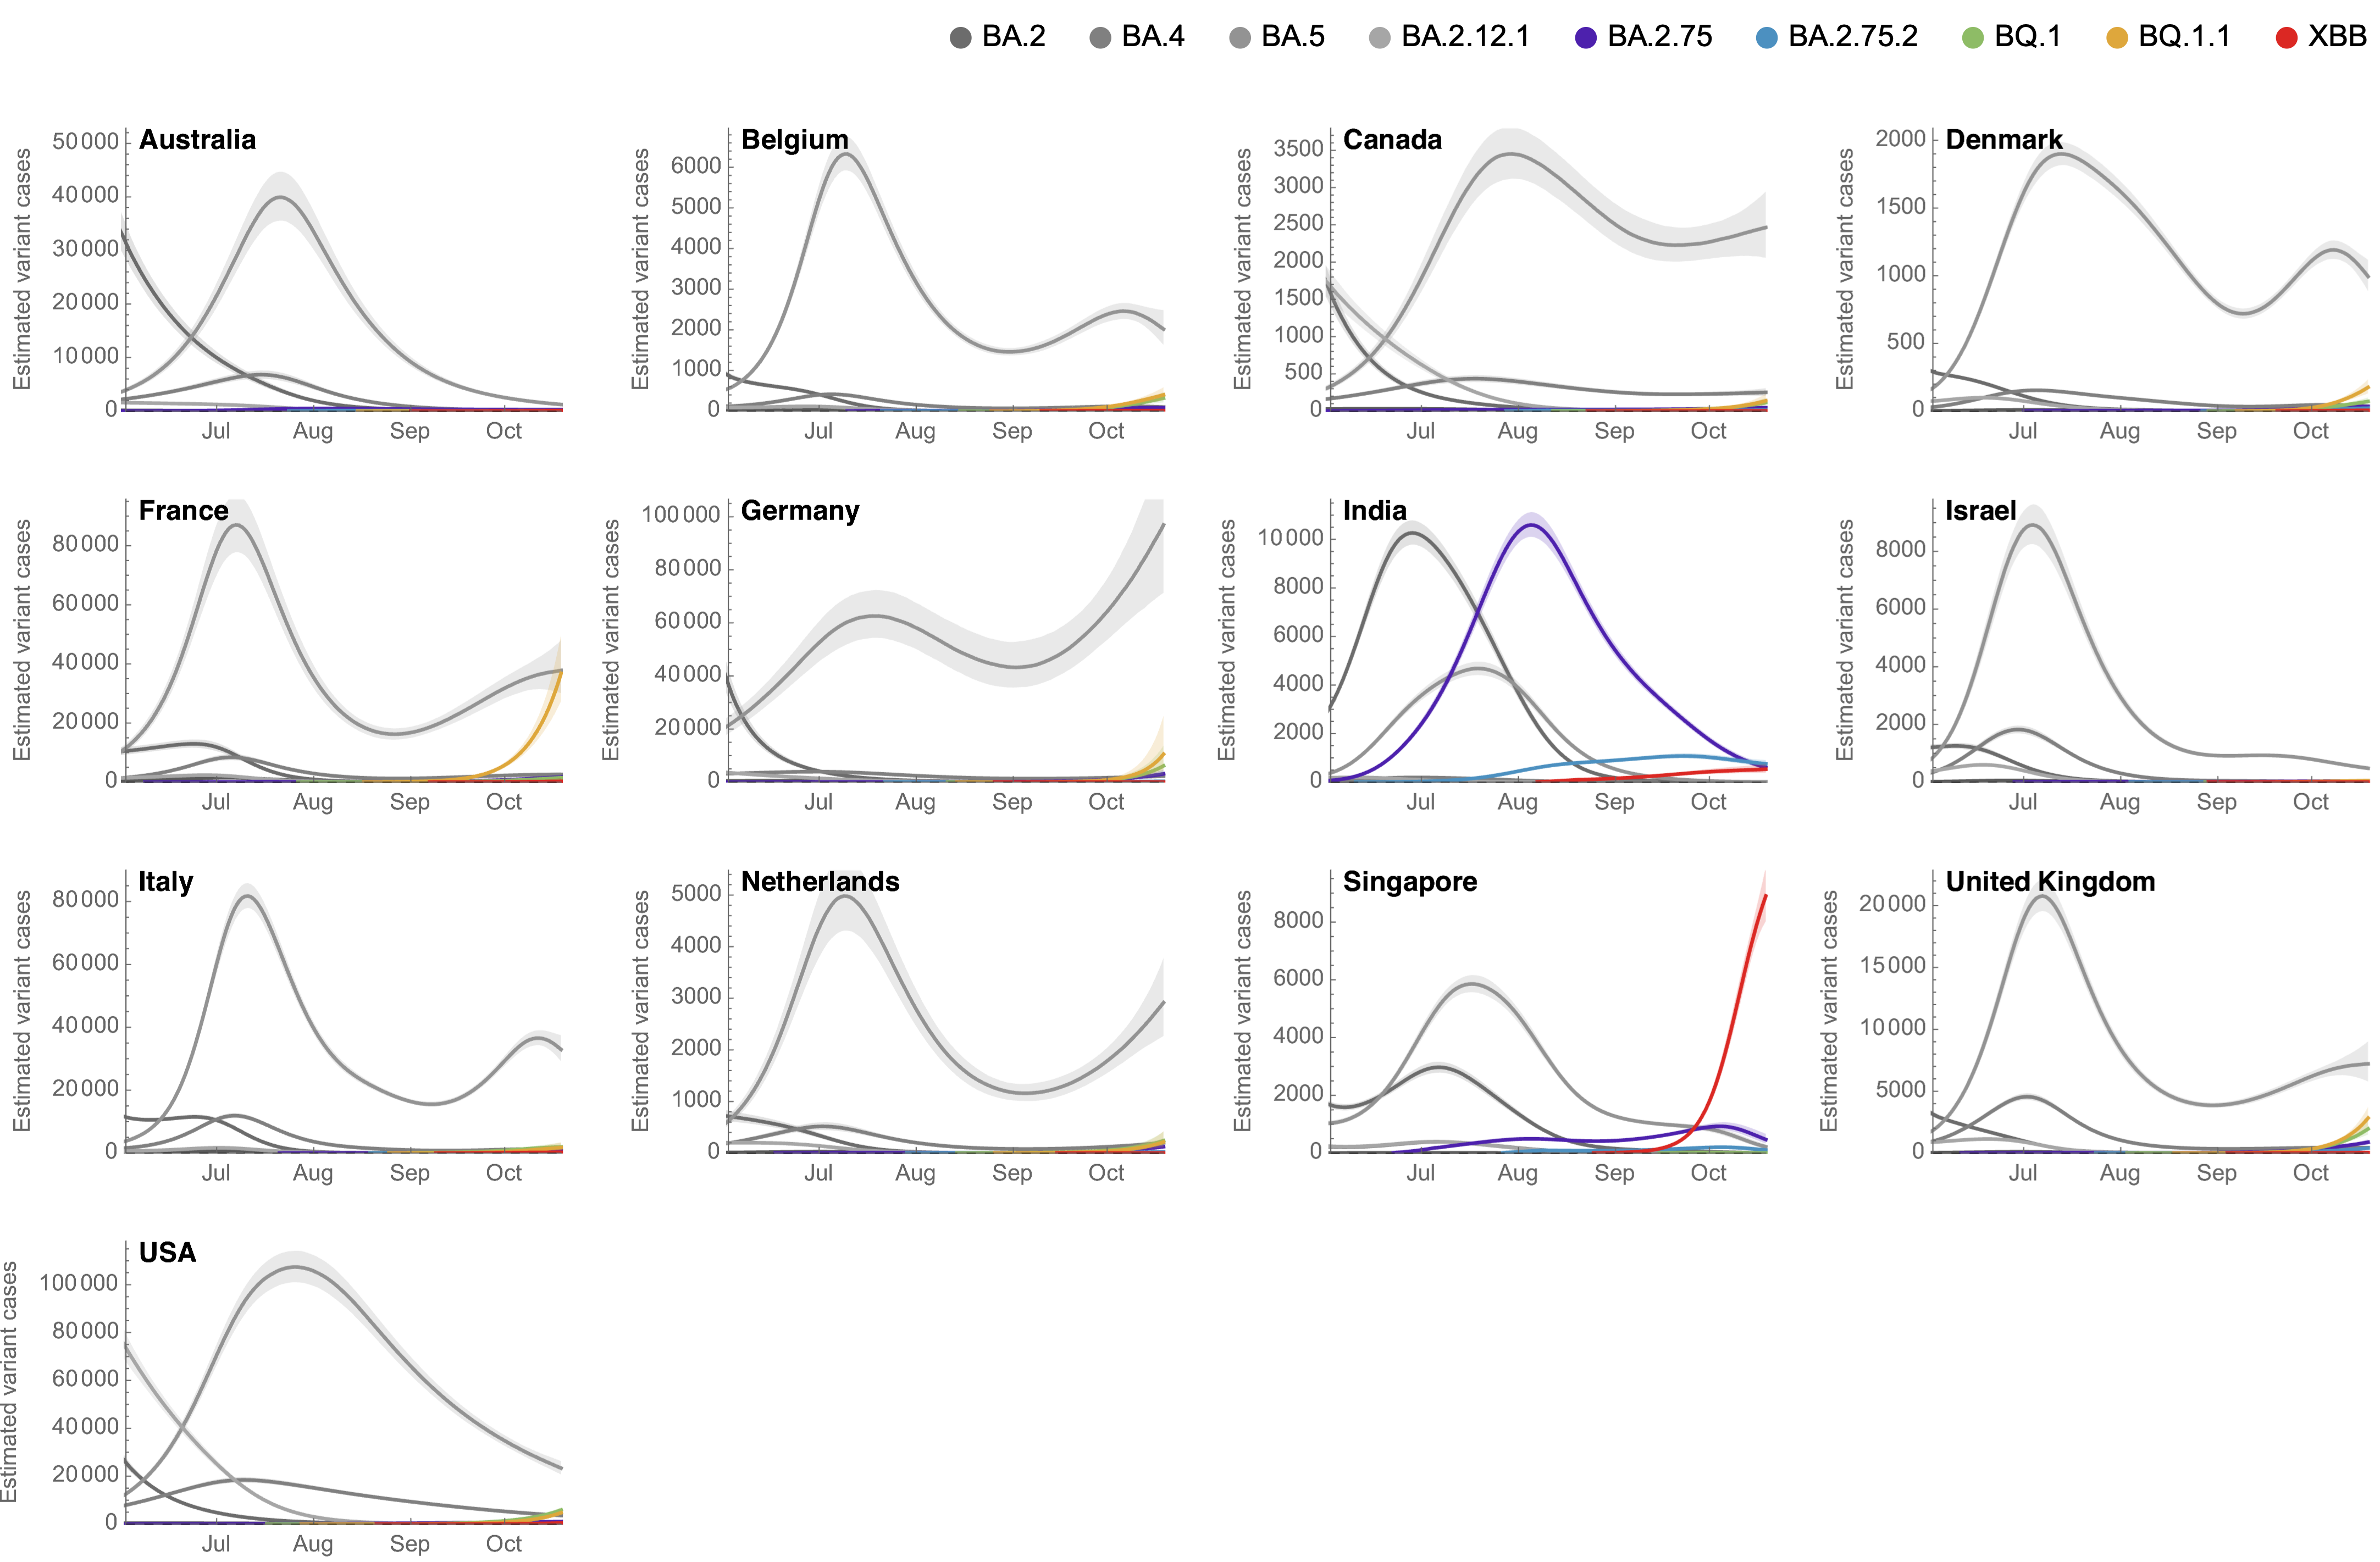 BA.2 BA.4 BA.5 BA.2.12.1 BA.2.75 BA.2.75.2 BQ.1 BQ.1.1 XBB
Australia
Estimated variant cases
50 000
40 000
30 000
20 000
10 000
0
Jul Aug Sep Oct
Belgium
Estimated variant cases
6000
5000
4000
3000
2000
1000
0
Jul Aug Sep Oct
Canada
Estimated variant cases
3500
3000
2500
2000
1500
1000
500
0
Jul Aug Sep Oct
Denmark
Estimated variant cases
2000
1500
1000
500
0
Jul Aug Sep Oct
France
Estimated variant cases
80 000
60 000
40 000
20 000
0
Jul Aug Sep Oct
Germany
Estimated variant cases
100 000
80 000
60 000
40 000
20 000
0
Jul Aug Sep Oct
India
Estimated variant cases
10 000
8000
6000
4000
2000
0
Jul Aug Sep Oct
Israel
Estimated variant cases
8000
6000
4000
2000
0
Jul Aug Sep Oct
Italy
Estimated variant cases
80 000
60 000
40 000
20 000
0
Jul Aug Sep Oct
Netherlands
Estimated variant cases
5000
4000
3000
2000
1000
0
Jul Aug Sep Oct
Singapore
Estimated variant cases
8000
6000
4000
2000
0
Jul Aug Sep Oct
United Kingdom
Estimated variant cases
20 000
15 000
10 000
5000
0
Jul Aug Sep Oct
USA
Estimated variant cases
100 000
80 000
60 000
40 000
20 000
0
Jul Aug Sep Oct